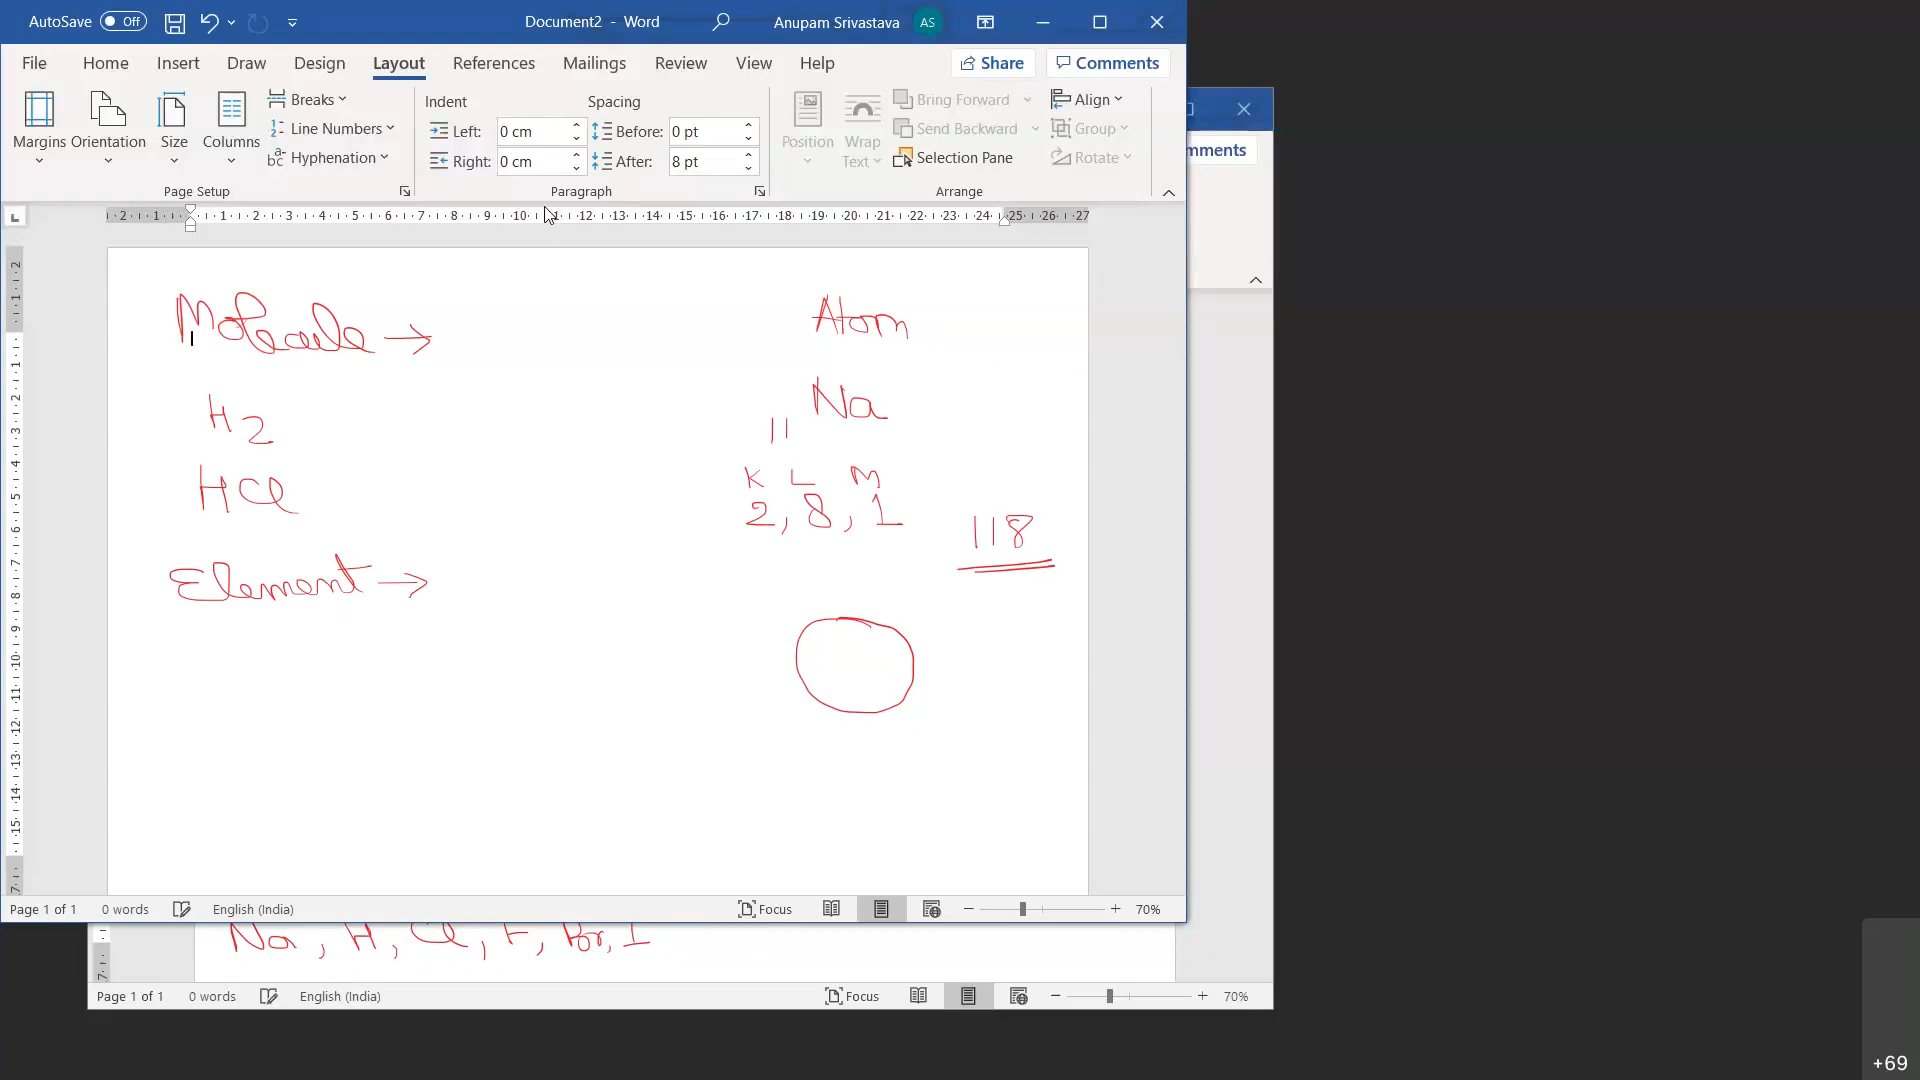 AutoSave Off Document2 - Word Anupam Srivastava AS
File Home Insert Draw Design Layout References Mailings Review View Help Share Comments
Margins Orientation Size Columns
Breaks
Line Numbers
Hyphenation
Page Setup
Indent Spacing
Left: 0 cm Before: 0 pt
Right: 0 cm After: 8 pt
Paragraph
Position Wrap Text
Bring Forward
Send Backward
Selection Pane
Align
Group
Rotate
Arrange
mments
Molecule → Atom
H2 Na
11
HCl K L M
2, 8, 1
118
Element →
Page 1 of 1 0 words English (India) Focus 70%
Na, H, Cl, F, Br, I
Page 1 of 1 0 words English (India) Focus 70%
+69